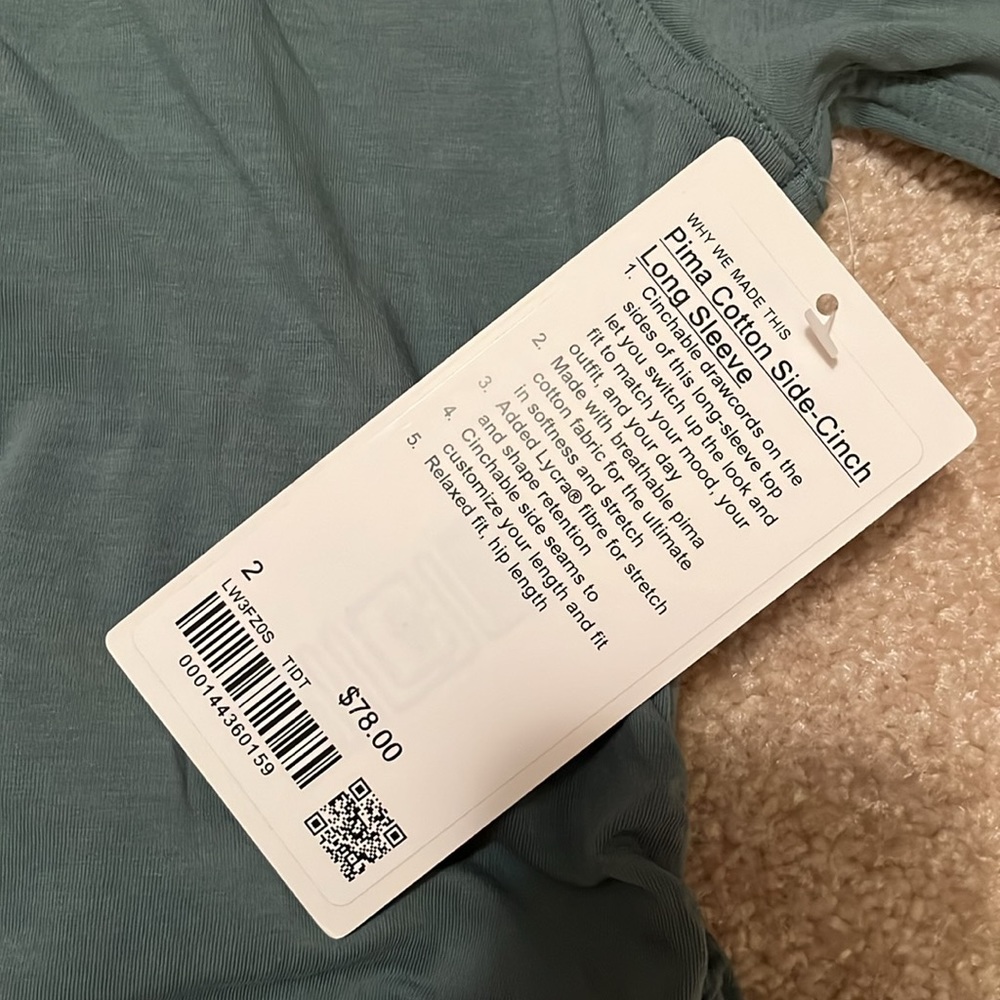 WHY WE MADE THIS
Pima Cotton Side-Cinch
Long Sleeve
1. Cinchable drawcords on the
sides of this long-sleeve top
let you switch up the look and
fit to match your mood, your
outfit, and your day
2. Made with breathable pima
cotton fabric for the ultimate
in softness and stretch
3. Added Lycra® fibre for stretch
and shape retention
4. Cinchable side seams to
customize your length and fit
5. Relaxed fit, hip length
2
LW3FZ0S TIDT
000144360159
$78.00